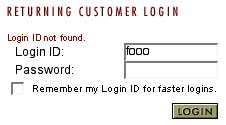 RETURNING CUSTOMER LOGIN
Login ID not found.
Login ID: fooo
Password:
Remember my Login ID for faster logins.
LOGIN